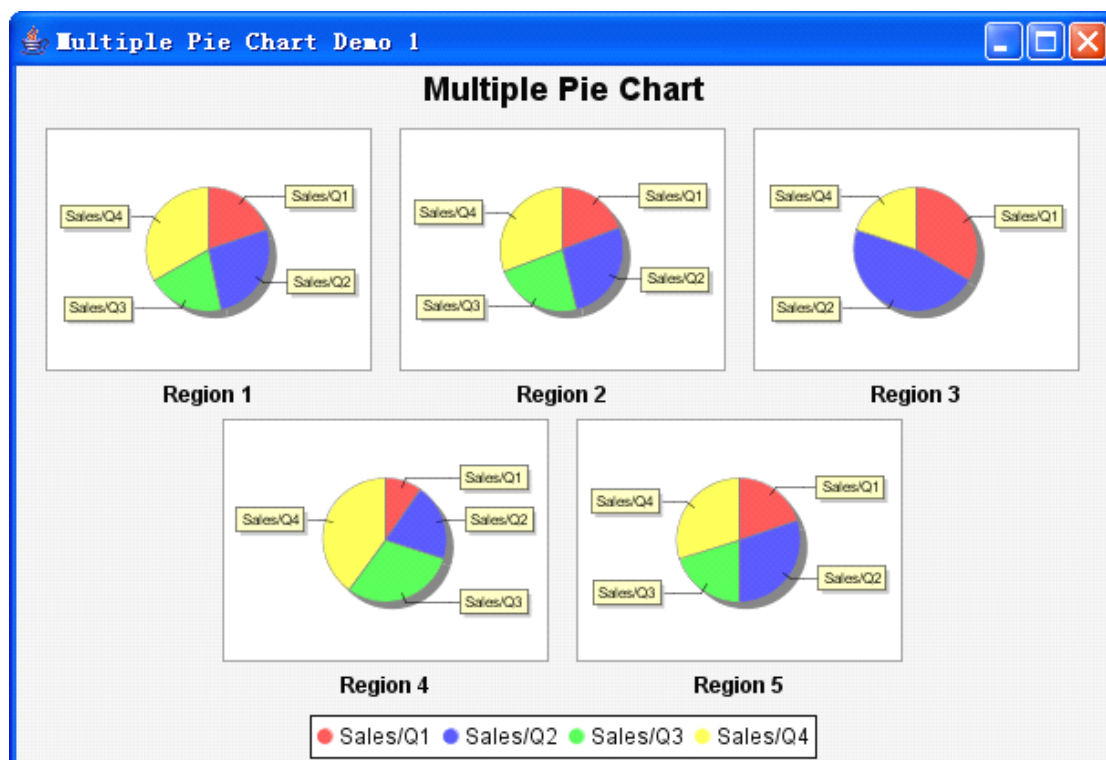 Multiple Pie Chart Demo 1
Multiple Pie Chart
Sales/Q1
Sales/Q4
Sales/Q2
Sales/Q3
Region 1
Sales/Q1
Sales/Q4
Sales/Q2
Sales/Q3
Region 2
Sales/Q4
Sales/Q1
Sales/Q2
Region 3
Sales/Q1
Sales/Q4
Sales/Q2
Sales/Q3
Region 4
Sales/Q1
Sales/Q4
Sales/Q2
Sales/Q3
Region 5
Sales/Q1 Sales/Q2 Sales/Q3 Sales/Q4